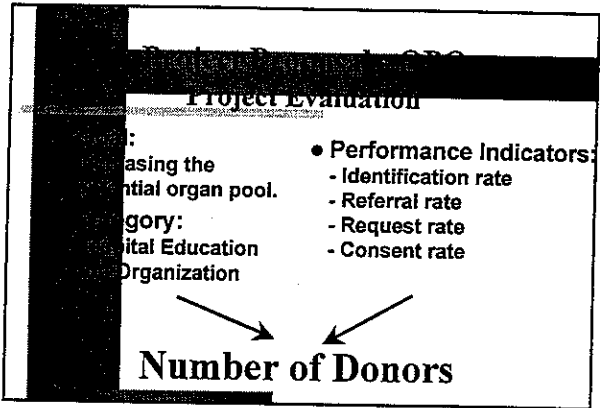 Project Evaluation
asing the
ntial organ pool.
gory:
ital Education
Organization
● Performance Indicators:
- Identification rate
- Referral rate
- Request rate
- Consent rate
Number of Donors